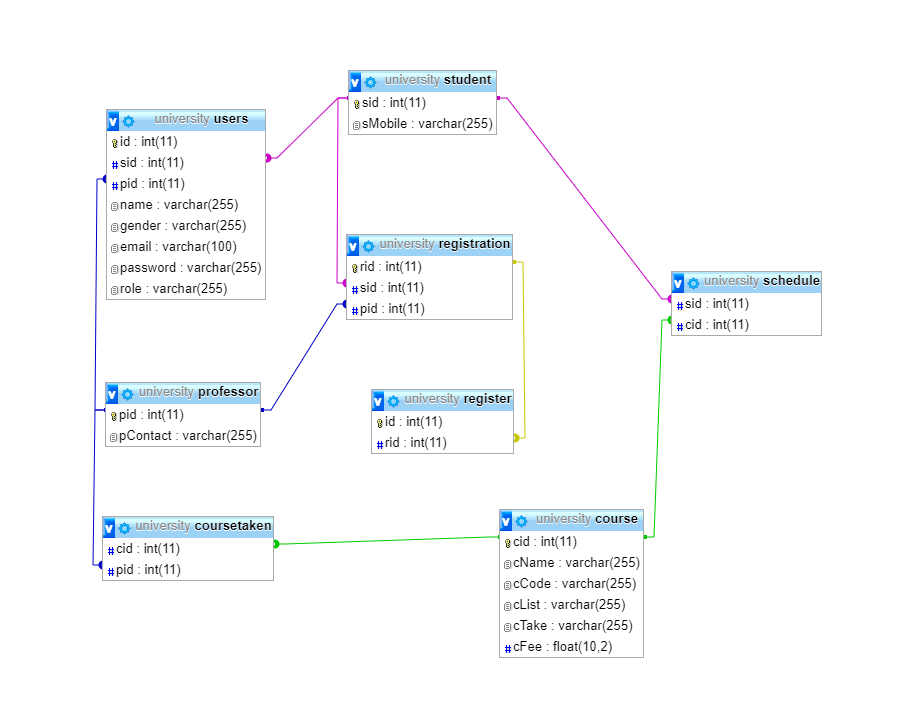 university student
sid : int(11)
sMobile : varchar(255)
university users
id : int(11)
sid : int(11)
pid : int(11)
name : varchar(255)
gender : varchar(255)
email : varchar(100)
password : varchar(255)
role : varchar(255)
university registration
rid : int(11)
sid : int(11)
pid : int(11)
university schedule
sid : int(11)
cid : int(11)
university professor
pid : int(11)
pContact : varchar(255)
university register
id : int(11)
rid : int(11)
university coursetaken
cid : int(11)
pid : int(11)
university course
cid : int(11)
cName : varchar(255)
cCode : varchar(255)
cList : varchar(255)
cTake : varchar(255)
cFee : float(10,2)